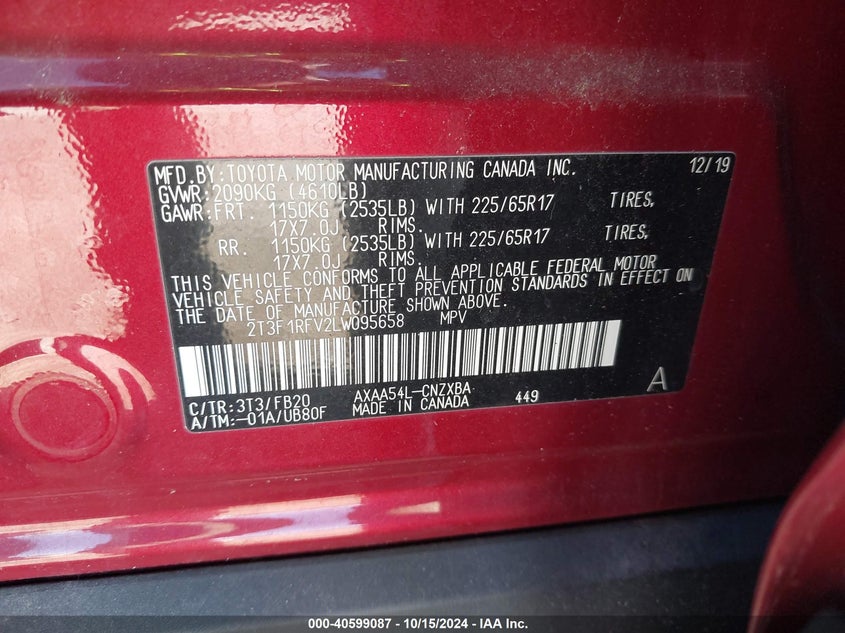 MFD.BY:TOYOTA MOTOR MANUFACTURING CANADA INC. 12/19
GVWR:2090KG (4610LB)
GAWR:FRT. 1150KG (2535LB) WITH 225/65R17 TIRES,
17X7.0J RIMS.
RR. 1150KG (2535LB) WITH 225/65R17 TIRES,
17X7.0J RIMS.
THIS VEHICLE CONFORMS TO ALL APPLICABLE FEDERAL MOTOR
VEHICLE SAFETY AND THEFT PREVENTION STANDARDS IN EFFECT ON
THE DATE OF MANUFACTURE SHOWN ABOVE.
2T3F1RFV2LW095658 MPV
C/TR:3T3/FB20 AXAA54L-CNZXBA 449 A
A/TM:-01A/UB80F MADE IN CANADA
000-40599087 - 10/15/2024 - IAA Inc.